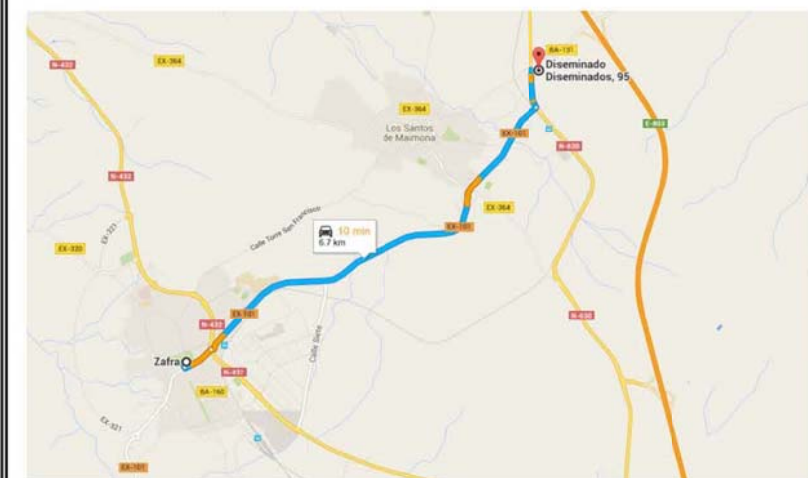 BA-131
Diseminado
Diseminados, 95
N-432
EX-364
EX-364
Los Santos
de Maimona
EX-101
N-630
E-803
EX-364
Calle Torre San Francisco
EX-101
10 min
6.7 km
EX-321
EX-320
EX-101
N-432
Calle Siete
N-630
Zafra
N-432
BA-160
EX-321
EX-101